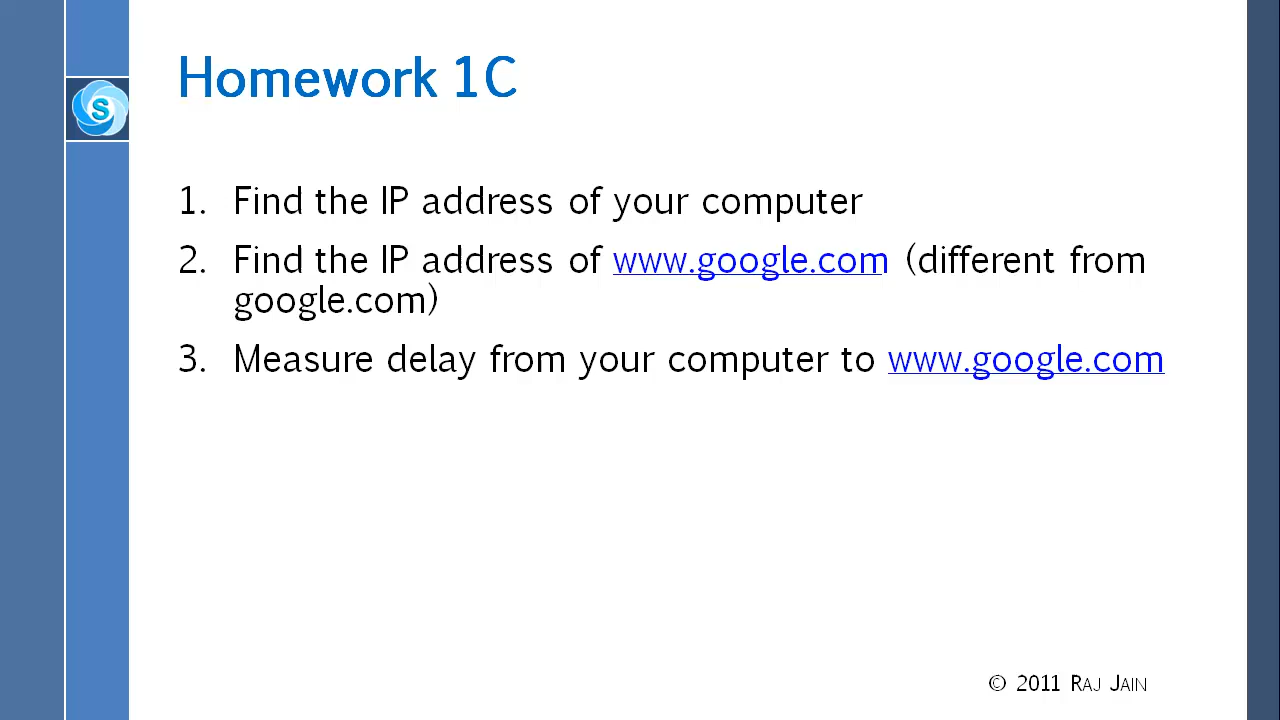 Homework 1C
S
1. Find the IP address of your computer
2. Find the IP address of www.google.com (different from
google.com)
3. Measure delay from your computer to www.google.com
© 2011 RAJ JAIN